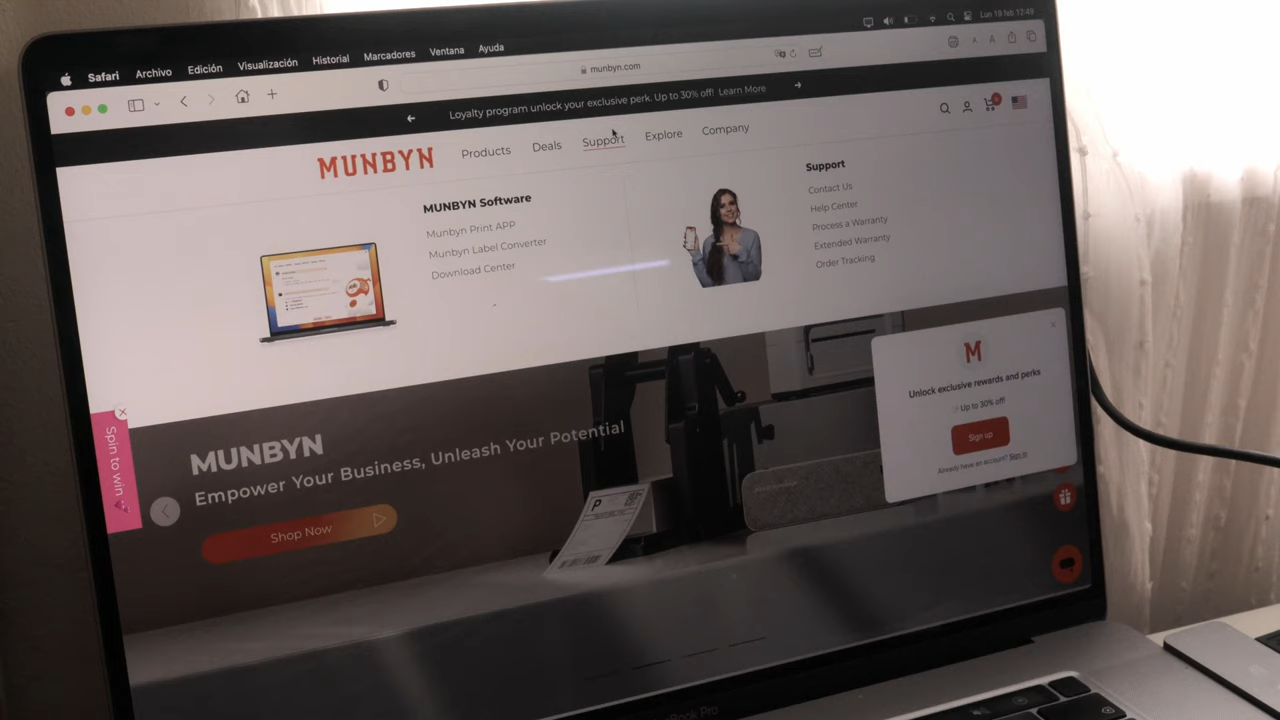 Safari Archivo Edición Visualización Historial Marcadores Ventana Ayuda
Lun 19 feb 12:49
munbyn.com
Loyalty program unlock your exclusive perk. Up to 30% off! Learn More
MUNBYN
Products Deals Support Explore Company
MUNBYN Software
Munbyn Print APP
Munbyn Label Converter
Download Center
Support
Contact Us
Help Center
Process a Warranty
Extended Warranty
Order Tracking
Spin to win
MUNBYN
Empower Your Business, Unleash Your Potential
Shop Now
P
M
Unlock exclusive rewards and perks
Up to 30% off!
Sign up
Already have an account? Sign in
MacBook Pro